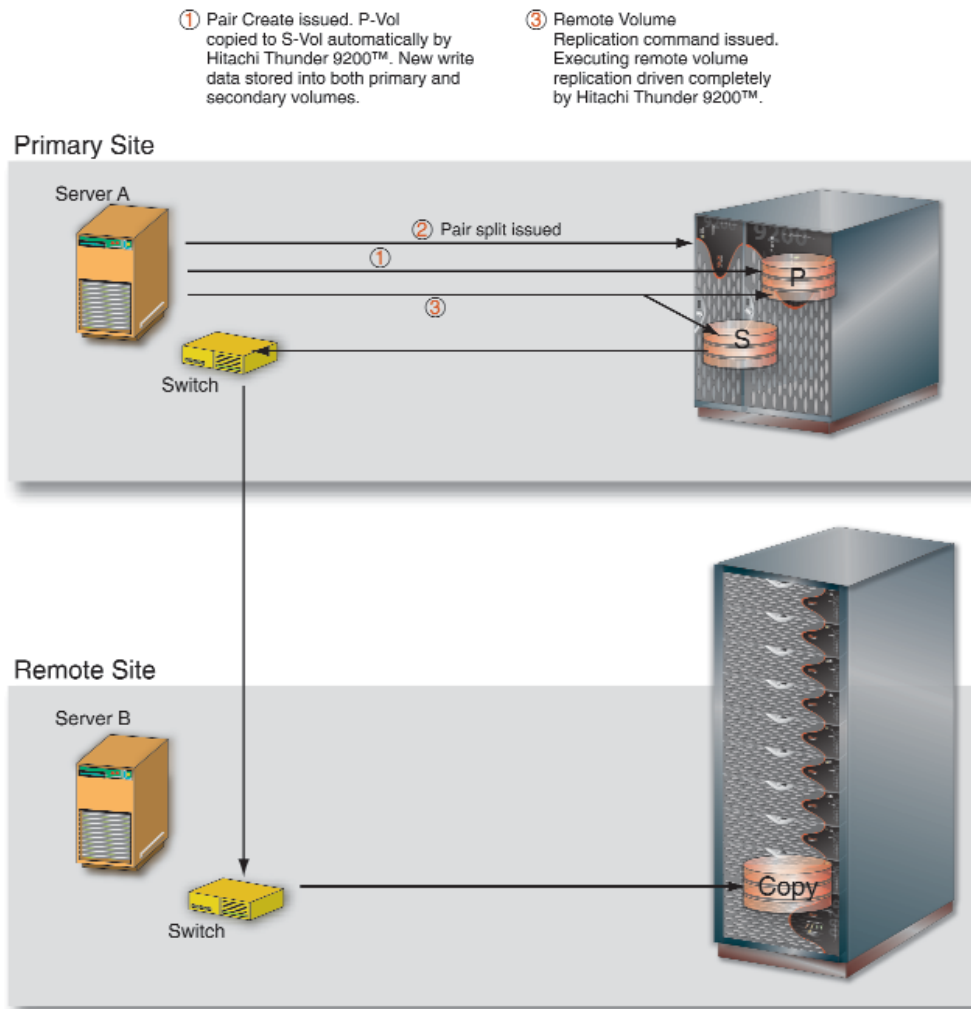 ① Pair Create issued. P-Vol
copied to S-Vol automatically by
Hitachi Thunder 9200™. New write
data stored into both primary and
secondary volumes.
③ Remote Volume
Replication command issued.
Executing remote volume
replication driven completely
by Hitachi Thunder 9200™.
Primary Site
Server A
② Pair split issued
①
③
9200
P
S
Switch
Remote Site
Server B
Copy
Switch